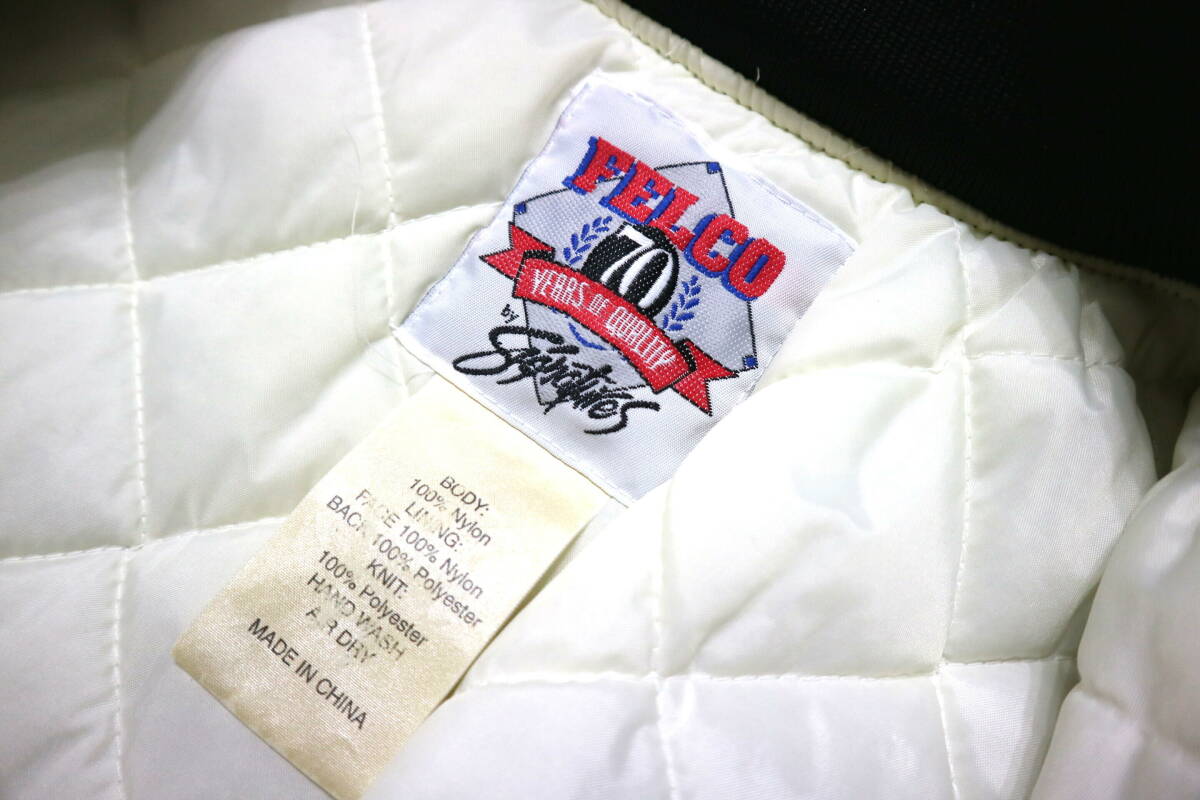 FELCO
70
YEARS OF QUALITY
by
Signatures
BODY:
100% Nylon
LINING:
FACE 100% Nylon
BACK 100% Polyester
KNIT:
100% Polyester
HAND WASH
AIR DRY
MADE IN CHINA